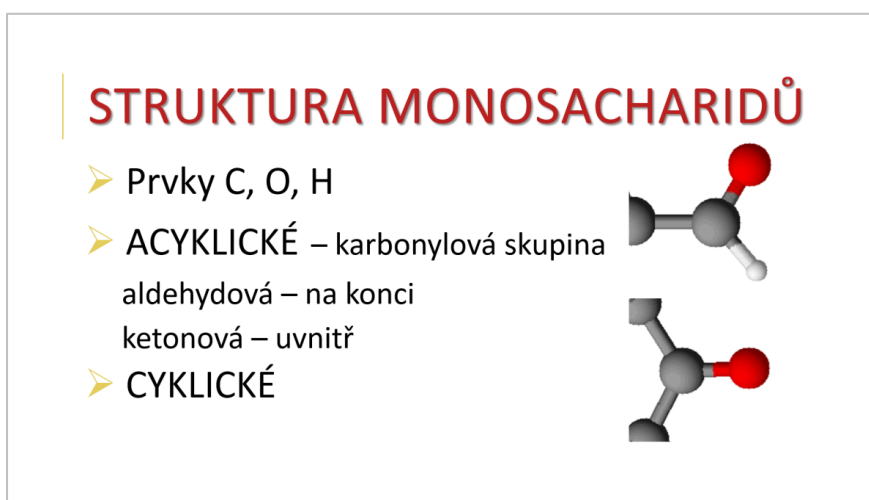 STRUKTURA MONOSACHARIDŮ
Prvky C, O, H
ACYKLICKÉ – karbonylová skupina
aldehydová – na konci
ketonová – uvnitř
CYKLICKÉ